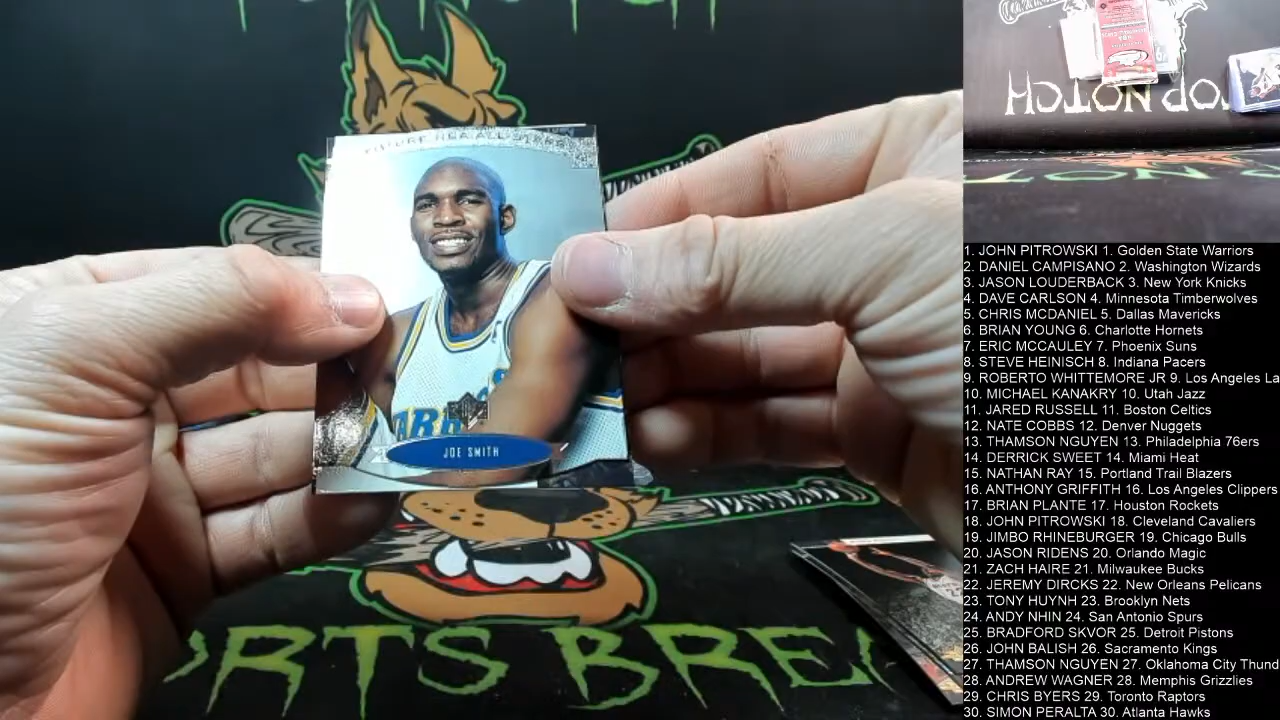 FUTURE NBA ALL-STARS
JOE SMITH
RTS BRE
HOTCH
1. JOHN PITROWSKI 1. Golden State Warriors
2. DANIEL CAMPISANO 2. Washington Wizards
3. JASON LOUDERBACK 3. New York Knicks
4. DAVE CARLSON 4. Minnesota Timberwolves
5. CHRIS MCDANIEL 5. Dallas Mavericks
6. BRIAN YOUNG 6. Charlotte Hornets
7. ERIC MCCAULEY 7. Phoenix Suns
8. STEVE HEINISCH 8. Indiana Pacers
9. ROBERTO WHITTEMORE JR 9. Los Angeles La
10. MICHAEL KANAKRY 10. Utah Jazz
11. JARED RUSSELL 11. Boston Celtics
12. NATE COBBS 12. Denver Nuggets
13. THAMSON NGUYEN 13. Philadelphia 76ers
14. DERRICK SWEET 14. Miami Heat
15. NATHAN RAY 15. Portland Trail Blazers
16. ANTHONY GRIFFITH 16. Los Angeles Clippers
17. BRIAN PLANTE 17. Houston Rockets
18. JOHN PITROWSKI 18. Cleveland Cavaliers
19. JIMBO RHINEBURGER 19. Chicago Bulls
20. JASON RIDENS 20. Orlando Magic
21. ZACH HAIRE 21. Milwaukee Bucks
22. JEREMY DIRCKS 22. New Orleans Pelicans
23. TONY HUYNH 23. Brooklyn Nets
24. ANDY NHIN 24. San Antonio Spurs
25. BRADFORD SKVOR 25. Detroit Pistons
26. JOHN BALISH 26. Sacramento Kings
27. THAMSON NGUYEN 27. Oklahoma City Thund
28. ANDREW WAGNER 28. Memphis Grizzlies
29. CHRIS BYERS 29. Toronto Raptors
30. SIMON PERALTA 30. Atlanta Hawks